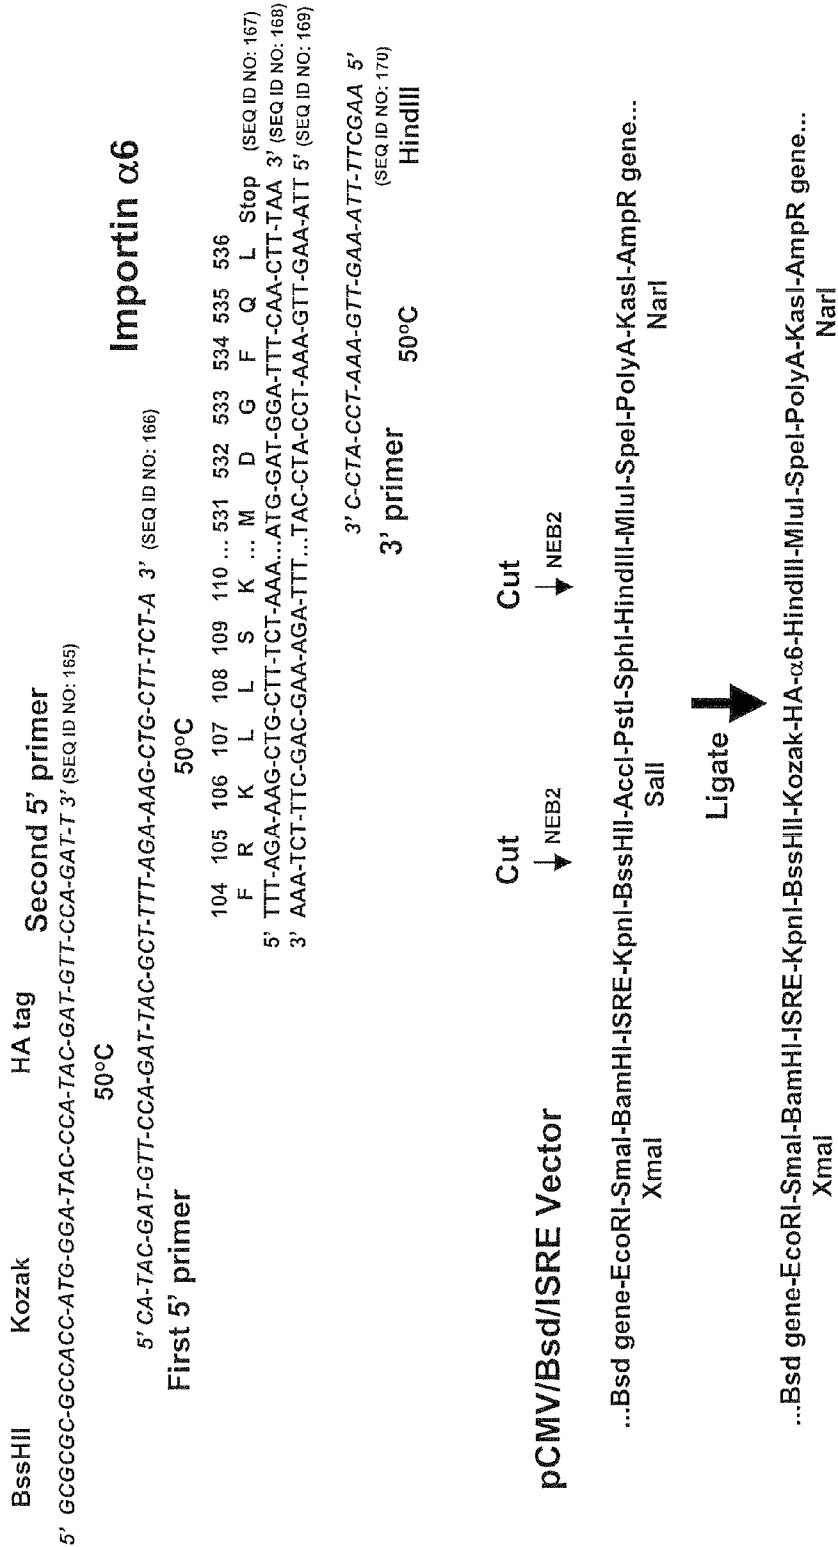 BssHII Kozak HA tag Second 5' primer
5' GCGCGC-GCCACC-ATG-GGA-TAC-CCA-TAC-GAT-GTT-CCA-GAT-T 3' (SEQ ID NO: 165)
50°C
5' CA-TAC-GAT-GTT-CCA-GAT-TAC-GCT-TTT-AGA-AAG-CTG-CTT-TCT-A 3' (SEQ ID NO: 166)
First 5' primer
50°C
Importin α6
104 105 106 107 108 109 110 ... 531 532 533 534 535 536
F R K L L S K ... M D G F Q L Stop (SEQ ID NO: 167)
5' TTT-AGA-AAG-CTG-CTT-TCT-AAA...ATG-GAT-GGA-TTT-CAA-CTT-TAA 3' (SEQ ID NO: 168)
3' AAA-TCT-TTC-GAC-GAA-AGA-TTT...TAC-CTA-CCT-AAA-GTT-GAA-ATT 5' (SEQ ID NO: 169)
3' C-CTA-CCT-AAA-GTT-GAA-ATT-TTCGAA 5'
(SEQ ID NO: 170)
3' primer 50°C HindIII
pCMV/Bsd/ISRE Vector
Cut Cut
NEB2 NEB2
...Bsd gene-EcoRI-SmaI-BamHI-ISRE-KpnI-BssHII-AccI-PstI-SphI-HindIII-MluI-SpeI-PolyA-KasI-AmpR gene...
XmaI SalI NarI
Ligate
...Bsd gene-EcoRI-SmaI-BamHI-ISRE-KpnI-BssHII-Kozak-HA-α6-HindIII-MluI-SpeI-PolyA-KasI-AmpR gene...
XmaI NarI